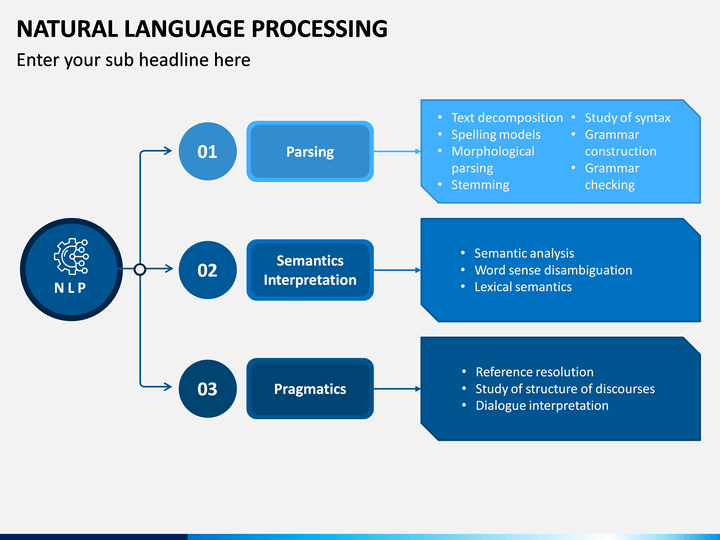 NATURAL LANGUAGE PROCESSING
Enter your sub headline here
NLP
01
Parsing
• Text decomposition
• Spelling models
• Morphological
parsing
• Stemming
• Study of syntax
• Grammar
construction
• Grammar
checking
02
Semantics
Interpretation
• Semantic analysis
• Word sense disambiguation
• Lexical semantics
03
Pragmatics
• Reference resolution
• Study of structure of discourses
• Dialogue interpretation